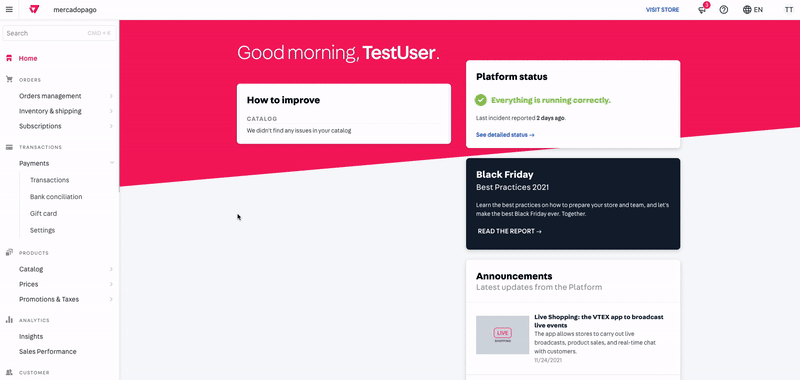 mercadopago
VISIT STORE
3
EN
TT
Search
CMD + K
Home
ORDERS
Orders management
Inventory & shipping
Subscriptions
TRANSACTIONS
Payments
Transactions
Bank conciliation
Gift card
Settings
PRODUCTS
Catalog
Prices
Promotions & Taxes
ANALYTICS
Insights
Sales Performance
CUSTOMER
Good morning, TestUser.
How to improve
CATALOG
We didn't find any issues in your catalog
Platform status
Everything is running correctly.
Last incident reported 2 days ago.
See detailed status →
Black Friday
Best Practices 2021
Learn the best practices on how to prepare your store and team, and let's
make the best Black Friday ever. Together.
READ THE REPORT →
Announcements
Latest updates from the Platform
LIVE
Live Shopping: the VTEX app to broadcast
live events
The app allows stores to carry out live
broadcasts, product sales, and real-time chat
with customers.
11/24/2021